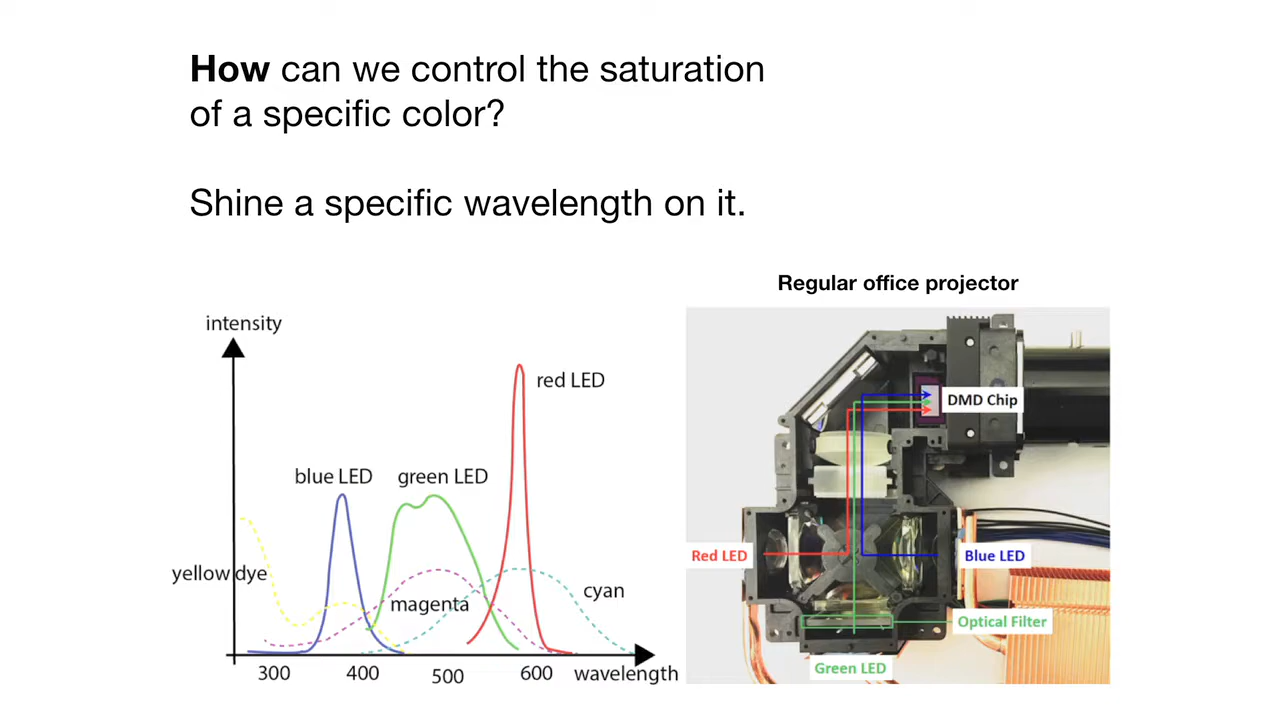 How can we control the saturation
of a specific color?
Shine a specific wavelength on it.
Regular office projector
intensity
red LED
blue LED
green LED
yellow dye
magenta
cyan
300
400
500
600
wavelength
DMD Chip
Red LED
Blue LED
Optical Filter
Green LED